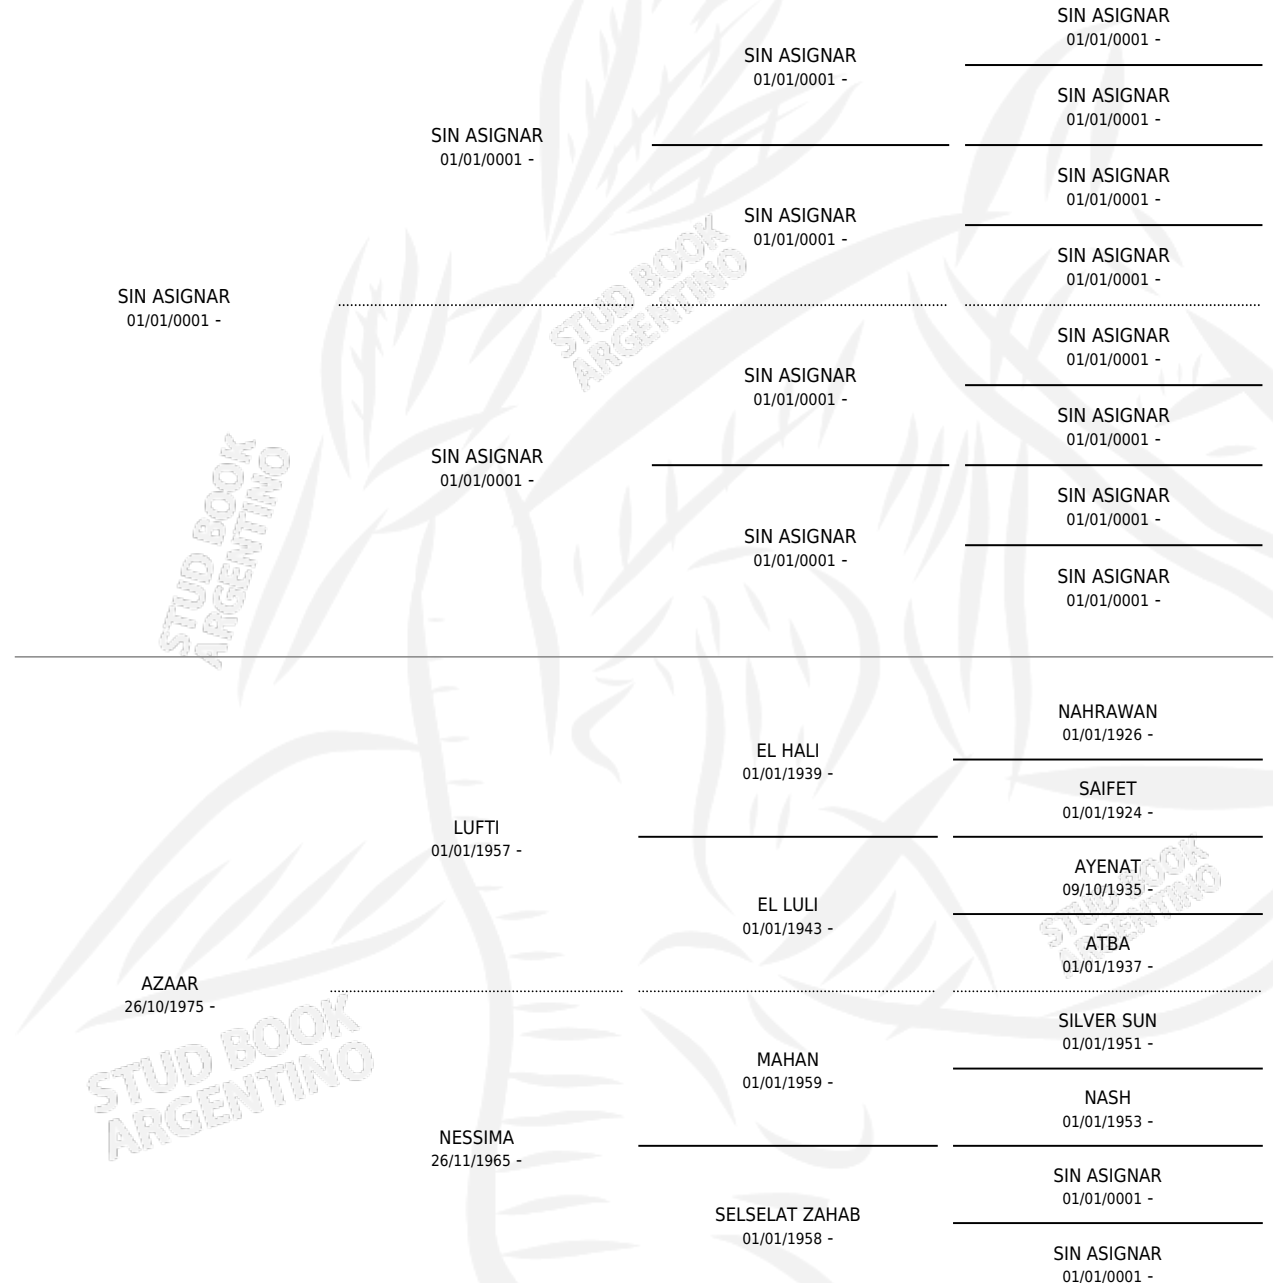 SIN ASIGNAR
01/01/0001 -
SIN ASIGNAR
01/01/0001 -
SIN ASIGNAR
01/01/0001 -
SIN ASIGNAR
01/01/0001 -
SIN ASIGNAR
01/01/0001 -
SIN ASIGNAR
01/01/0001 -
SIN ASIGNAR
01/01/0001 -
SIN ASIGNAR
01/01/0001 -
SIN ASIGNAR
01/01/0001 -
SIN ASIGNAR
01/01/0001 -
SIN ASIGNAR
01/01/0001 -
SIN ASIGNAR
01/01/0001 -
SIN ASIGNAR
01/01/0001 -
SIN ASIGNAR
01/01/0001 -
SIN ASIGNAR
01/01/0001 -
STUD BOOK
ARGENTINO
STUD BOOK
ARGENTINO
NAHRAWAN
01/01/1926 -
EL HALI
01/01/1939 -
SAIFET
01/01/1924 -
LUFTI
01/01/1957 -
AYENAT
09/10/1935 -
EL LULI
01/01/1943 -
ATBA
01/01/1937 -
STUD BOOK
ARGENTINO
AZAAR
26/10/1975 -
SILVER SUN
01/01/1951 -
MAHAN
01/01/1959 -
NASH
01/01/1953 -
STUD BOOK
ARGENTINO
NESSIMA
26/11/1965 -
SIN ASIGNAR
01/01/0001 -
SELSELAT ZAHAB
01/01/1958 -
SIN ASIGNAR
01/01/0001 -